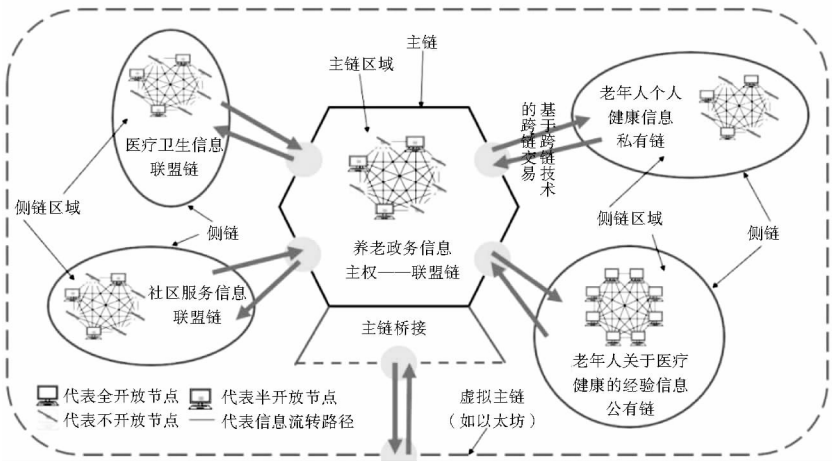 主链
主链区域
医疗卫生信息
联盟链
基于跨链技术
的跨链交易
老年人个人
健康信息
私有链
侧链区域
侧链
侧链区域
侧链
养老政务信息
主权——联盟链
社区服务信息
联盟链
主链桥接
老年人关于医疗
健康的经验信息
公有链
代表全开放节点
代表半开放节点
代表不开放节点
代表信息流转路径
虚拟主链
（如以太坊）